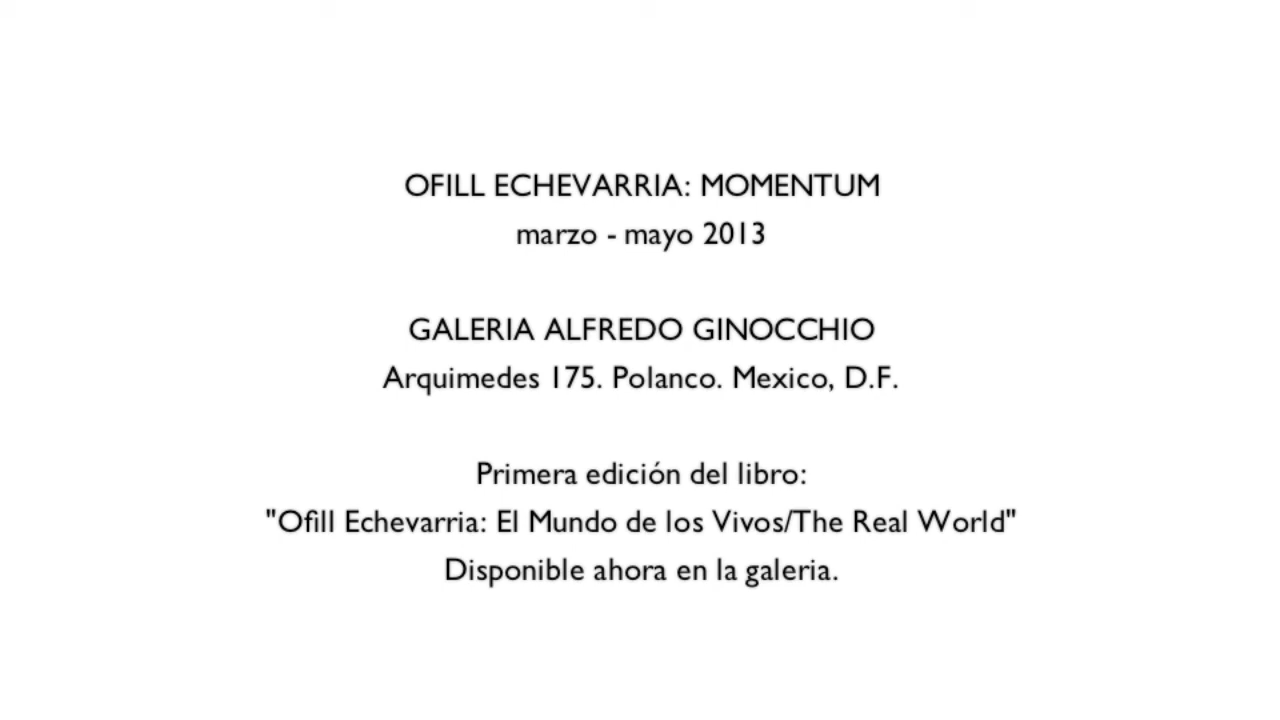 OFILL ECHEVARRIA: MOMENTUM
marzo - mayo 2013
GALERIA ALFREDO GINOCCHIO
Arquimedes 175. Polanco. Mexico, D.F.
Primera edición del libro:
"Ofill Echevarria: El Mundo de los Vivos/The Real World"
Disponible ahora en la galeria.